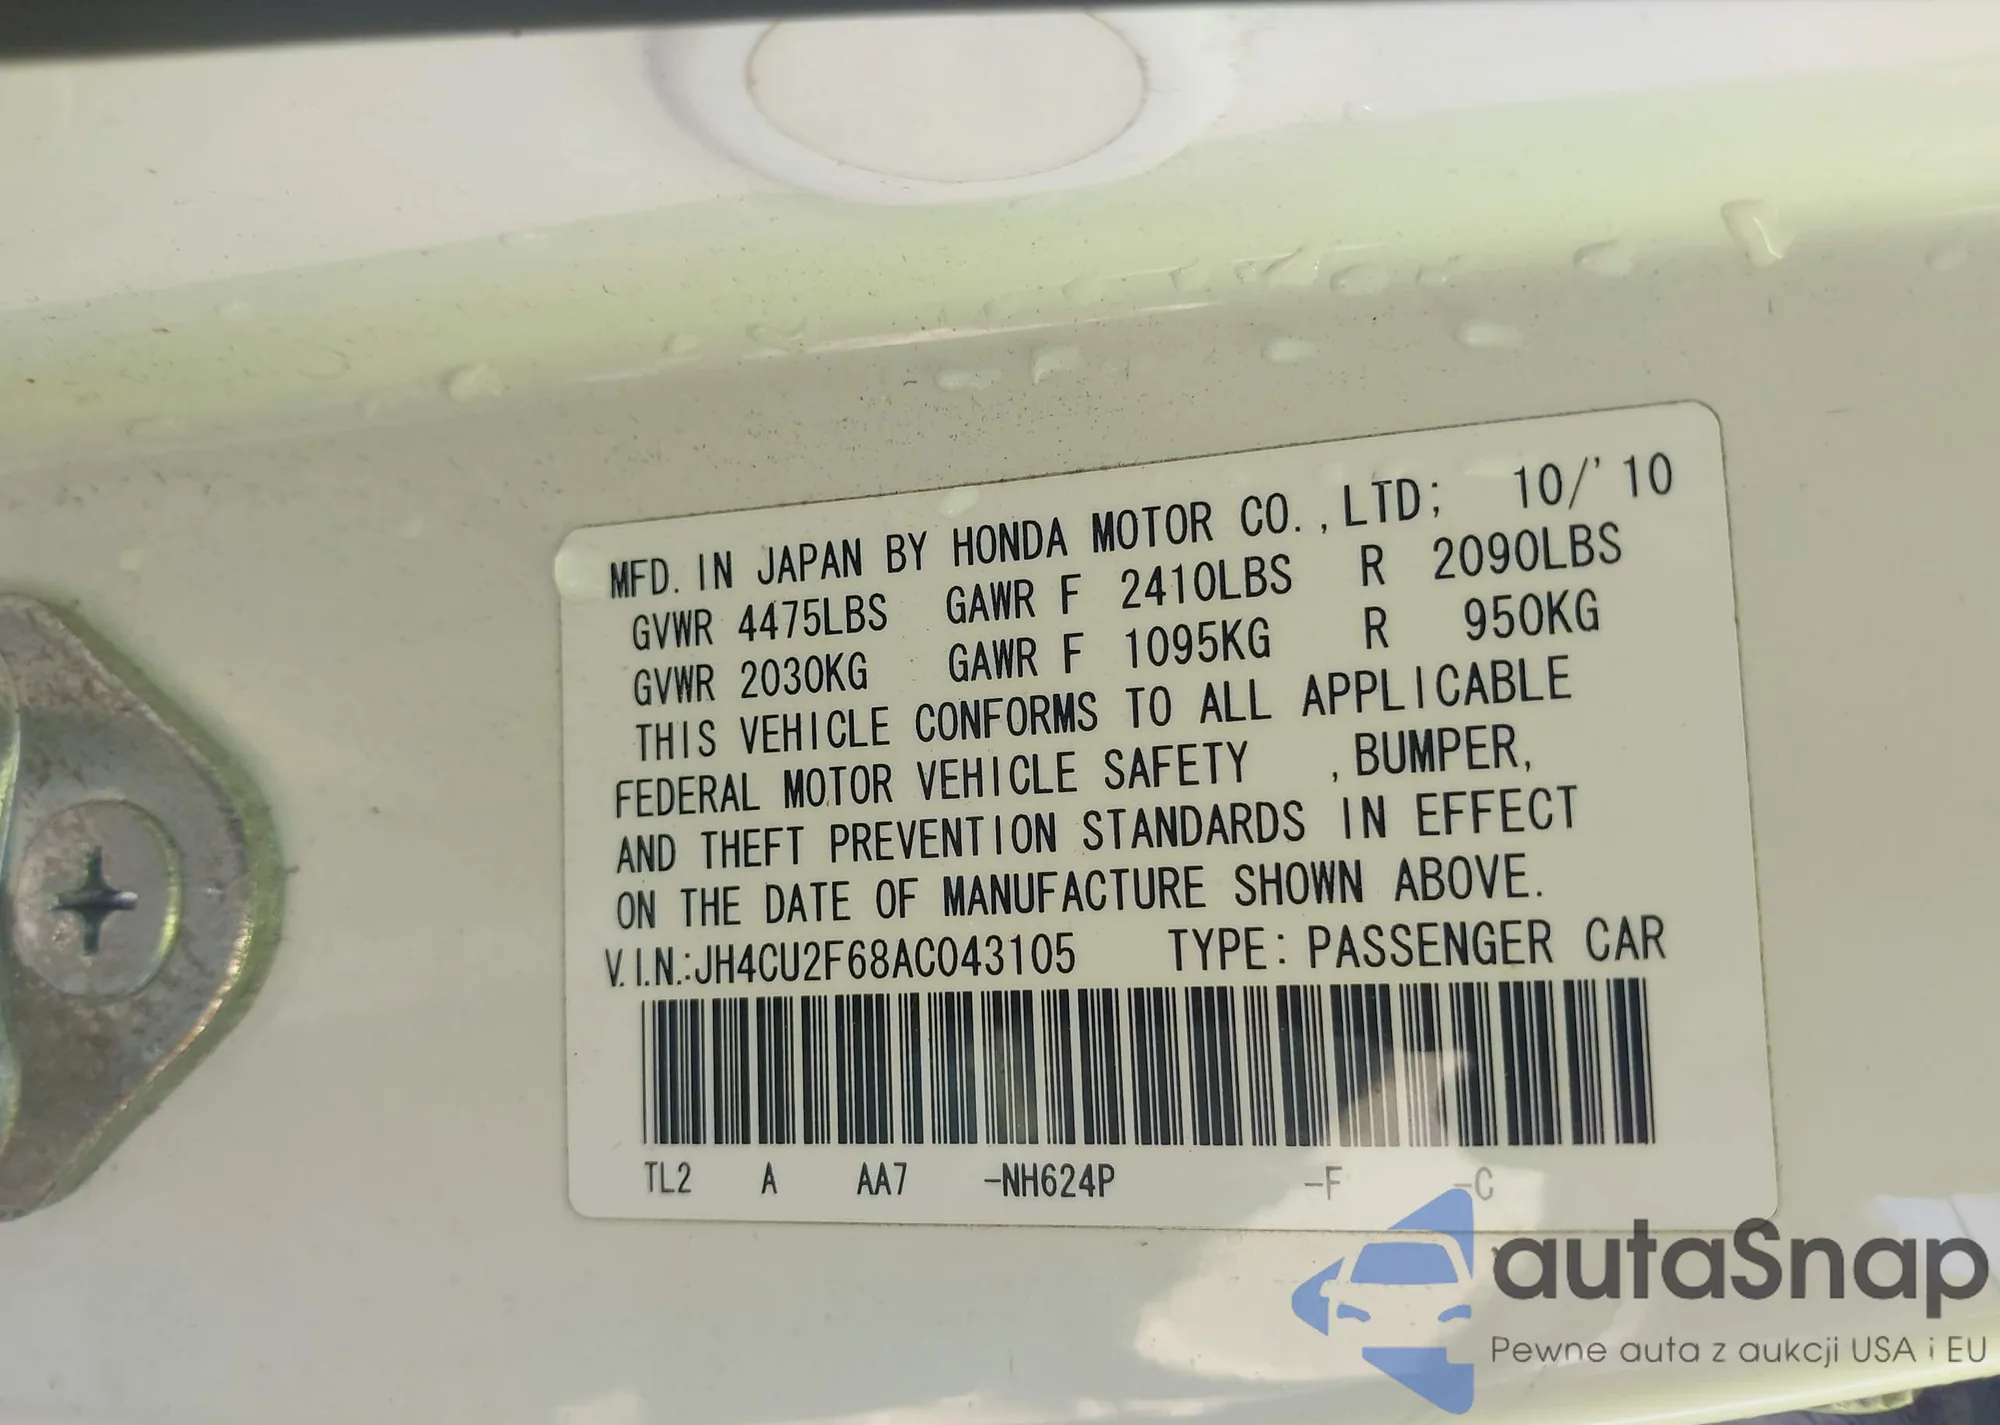 MFD. IN JAPAN BY HONDA MOTOR CO.,LTD; 10/'10
GVWR 4475LBS GAWR F 2410LBS R 2090LBS
GVWR 2030KG GAWR F 1095KG R 950KG
THIS VEHICLE CONFORMS TO ALL APPLICABLE
FEDERAL MOTOR VEHICLE SAFETY , BUMPER,
AND THEFT PREVENTION STANDARDS IN EFFECT
ON THE DATE OF MANUFACTURE SHOWN ABOVE.
V.I.N.:JH4CU2F68AC043105 TYPE: PASSENGER CAR
TL2 A AA7 -NH624P -F -C
autaSnap
Pewne auta z aukcji USA i EU